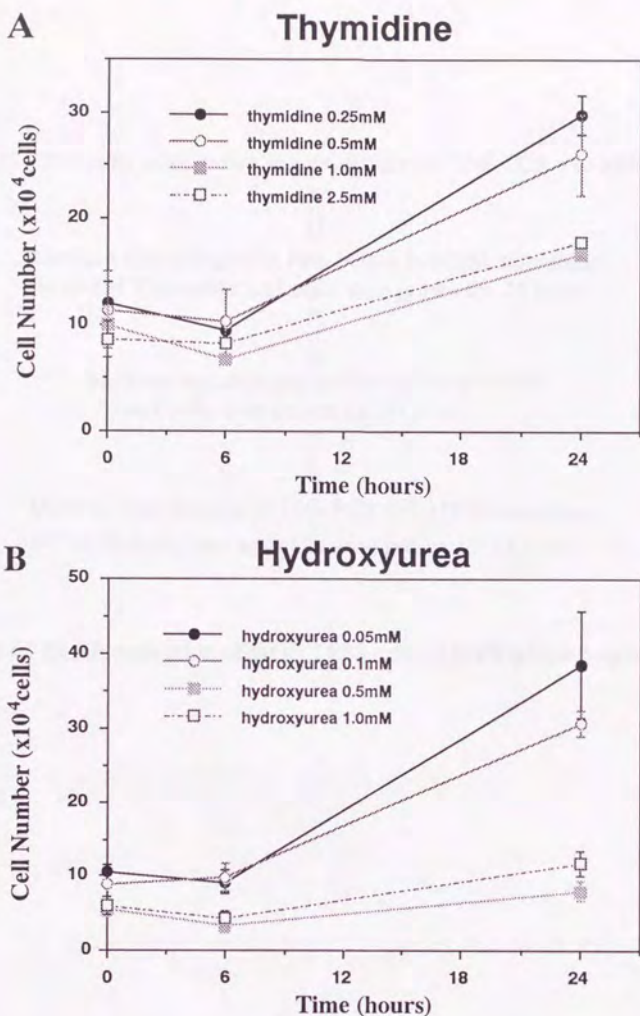 A
Thymidine
Cell Number (x10⁴cells)
30
20
10
0
thymidine 0.25mM
thymidine 0.5mM
thymidine 1.0mM
thymidine 2.5mM
0
6
12
18
24
Time (hours)
B
Hydroxyurea
Cell Number (x10⁴cells)
50
40
30
20
10
0
hydroxyurea 0.05mM
hydroxyurea 0.1mM
hydroxyurea 0.5mM
hydroxyurea 1.0mM
0
6
12
18
24
Time (hours)